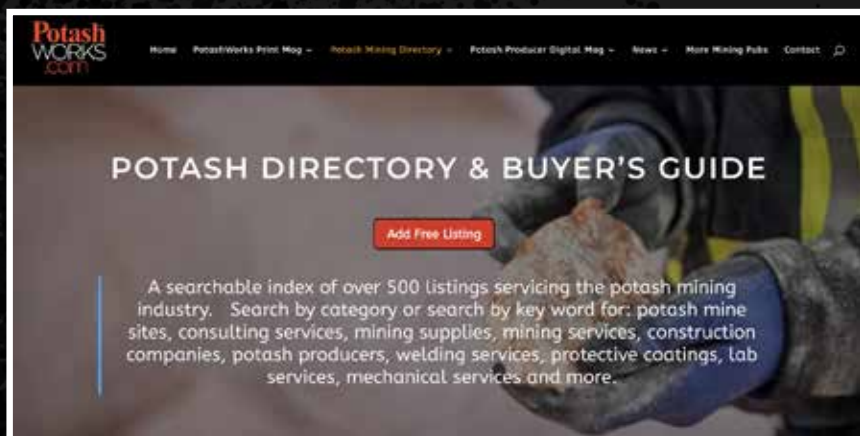 Potash
WORKS
.com
Home PotashWorks Print Mag Potash Mining Directory Potash Producer Digital Mag News More Mining Pubs Contact
POTASH DIRECTORY & BUYER'S GUIDE
Add Free Listing
A searchable index of over 500 listings servicing the potash mining
industry. Search by category or search by key word for: potash mine
sites, consulting services, mining supplies, mining services, construction
companies, potash producers, welding services, protective coatings, lab
services, mechanical services and more.